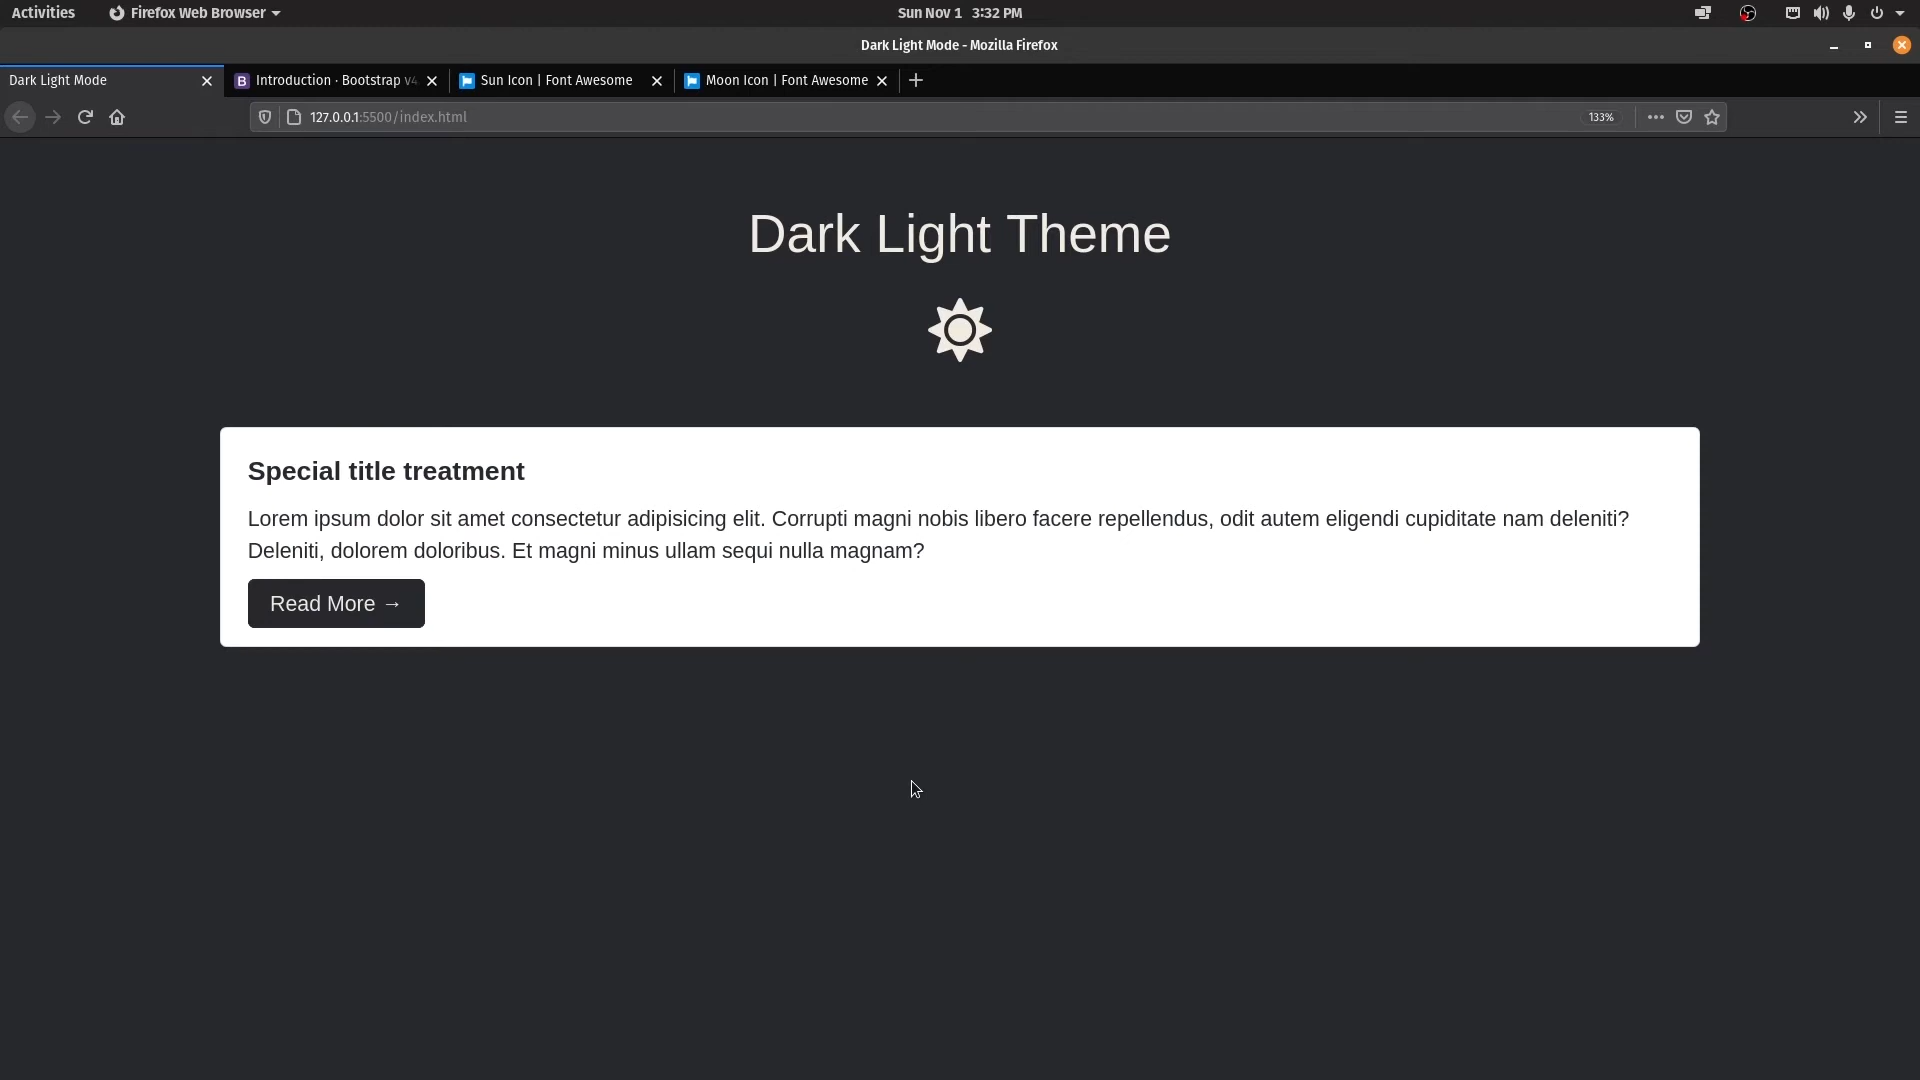 Activities
Firefox Web Browser
Sun Nov 1 3:32 PM
Dark Light Mode - Mozilla Firefox
Dark Light Mode
Introduction · Bootstrap v4
Sun Icon | Font Awesome
Moon Icon | Font Awesome
127.0.0.1:5500/index.html
133%
Dark Light Theme
Special title treatment
Lorem ipsum dolor sit amet consectetur adipisicing elit. Corrupti magni nobis libero facere repellendus, odit autem eligendi cupiditate nam deleniti?
Deleniti, dolorem doloribus. Et magni minus ullam sequi nulla magnam?
Read More →